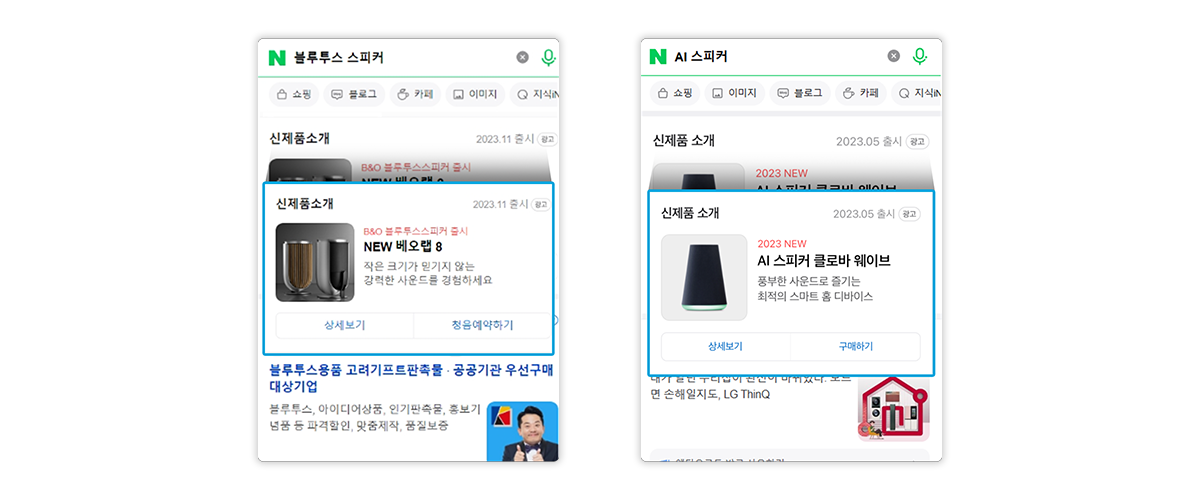 N 블루투스 스피커
쇼핑 블로그 카페 이미지 지식iN
신제품소개 2023.11 출시 광고
B&O 블루투스스피커 출시
NEW 베오랩 8
신제품소개 2023.11 출시 광고
B&O 블루투스스피커 출시
NEW 베오랩 8
작은 크기가 믿기지 않는
강력한 사운드를 경험하세요
상세보기 청음예약하기
블루투스용품 고려기프트판촉물 · 공공기관 우선구매
대상기업
블루투스, 아이디어상품, 인기판촉물, 홍보기
념품 등 파격할인, 맞춤제작, 품질보증
N AI 스피커
쇼핑 이미지 블로그 카페 지식iN
신제품소개 2023.05 출시 광고
2023 NEW
AI 스피커 클로바 웨이브
신제품 소개 2023.05 출시 광고
2023 NEW
AI 스피커 클로바 웨이브
풍부한 사운드로 즐기는
최적의 스마트 홈 디바이스
상세보기 구매하기
면 손해일지도, LG ThinQ